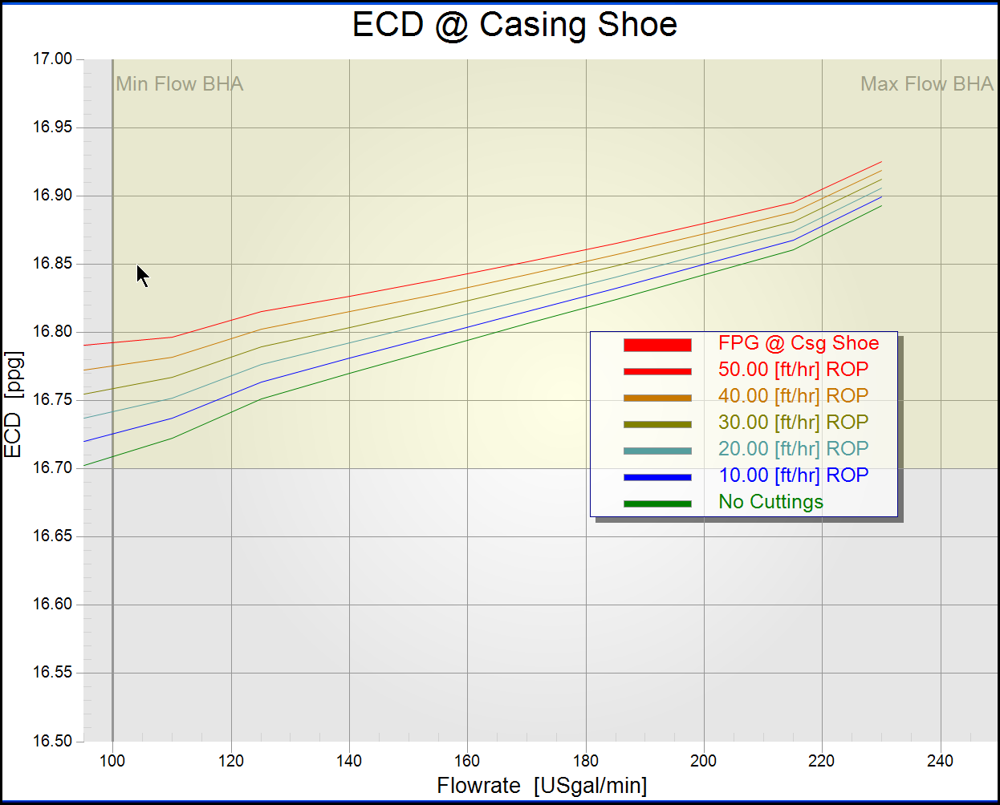 ECD @ Casing Shoe
17.00
Min Flow BHA
Max Flow BHA
16.95
16.90
16.85
16.80
16.75
16.70
16.65
16.60
16.55
16.50
ECD [ppg]
FPG @ Csg Shoe
50.00 [ft/hr] ROP
40.00 [ft/hr] ROP
30.00 [ft/hr] ROP
20.00 [ft/hr] ROP
10.00 [ft/hr] ROP
No Cuttings
100 120 140 160 180 200 220 240
Flowrate [USgal/min]